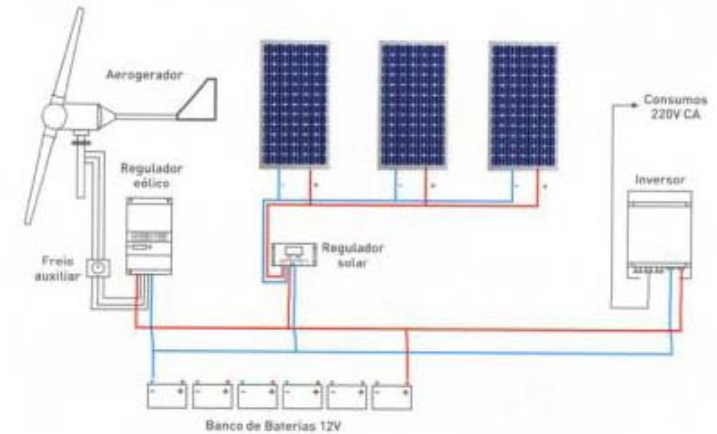 Aerogerador
Consumos
220V CA
Regulador
eólico
Inversor
- +
- +
- +
Regulador
solar
Freio
auxiliar
- + - + - + - + - + - +
Banco de Baterias 12V